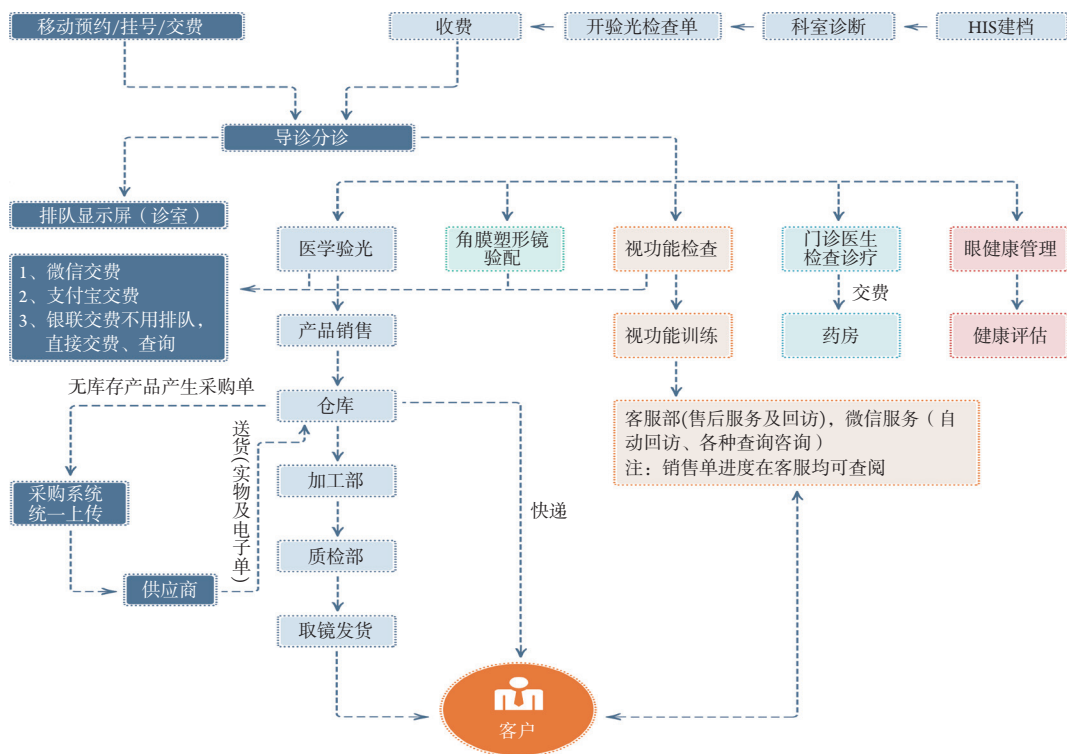 移动预约/挂号/交费
收费
开验光检查单
科室诊断
HIS建档
导诊分诊
排队显示屏（诊室）
医学验光
角膜塑形镜
验配
视功能检查
门诊医生
检查诊疗
眼健康管理
1、微信交费
2、支付宝交费
3、银联交费不用排队，
直接交费、查询
交费
产品销售
视功能训练
药房
健康评估
无库存产品产生采购单
仓库
客服部(售后服务及回访)，微信服务（自
动回访、各种查询咨询）
注：销售单进度在客服均可查阅
送货(实物及电子单)
加工部
采购系统
统一上传
快递
质检部
供应商
取镜发货
客户